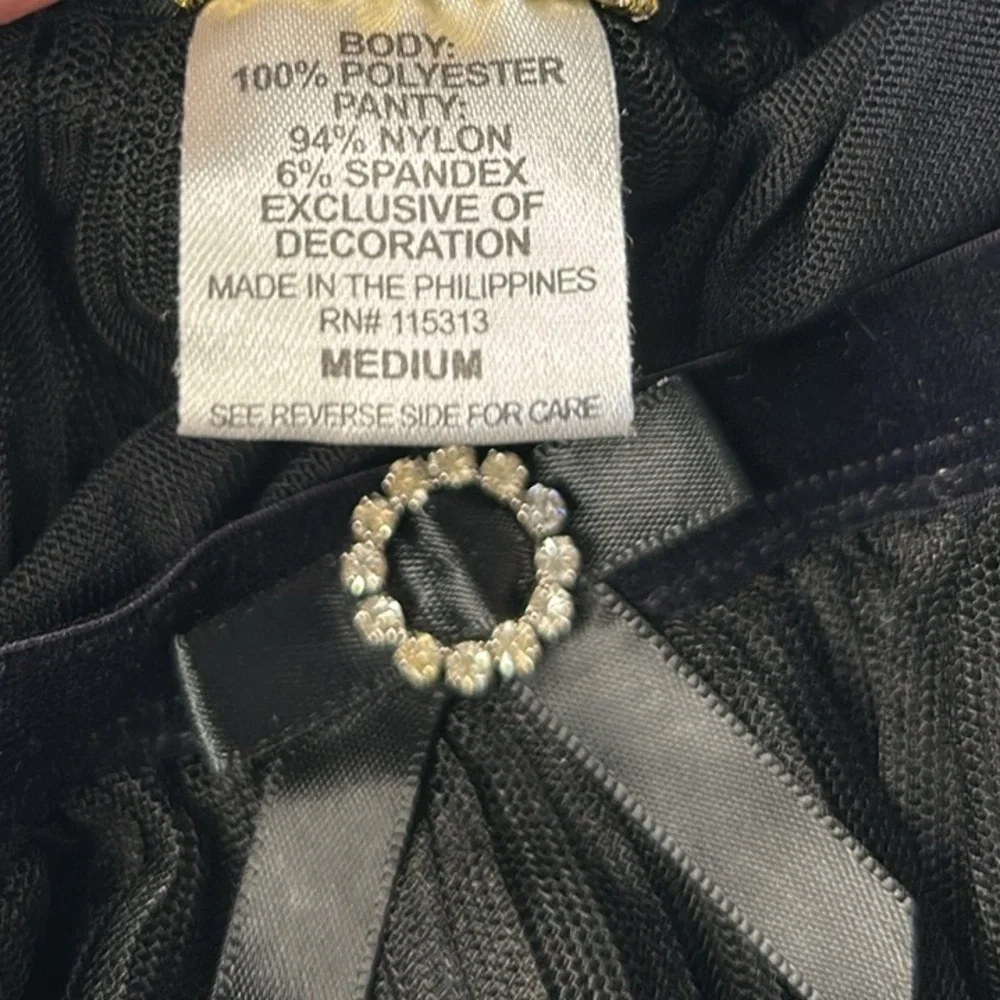 BODY:
100% POLYESTER
PANTY:
94% NYLON
6% SPANDEX
EXCLUSIVE OF
DECORATION
MADE IN THE PHILIPPINES
RN# 115313
MEDIUM
SEE REVERSE SIDE FOR CARE